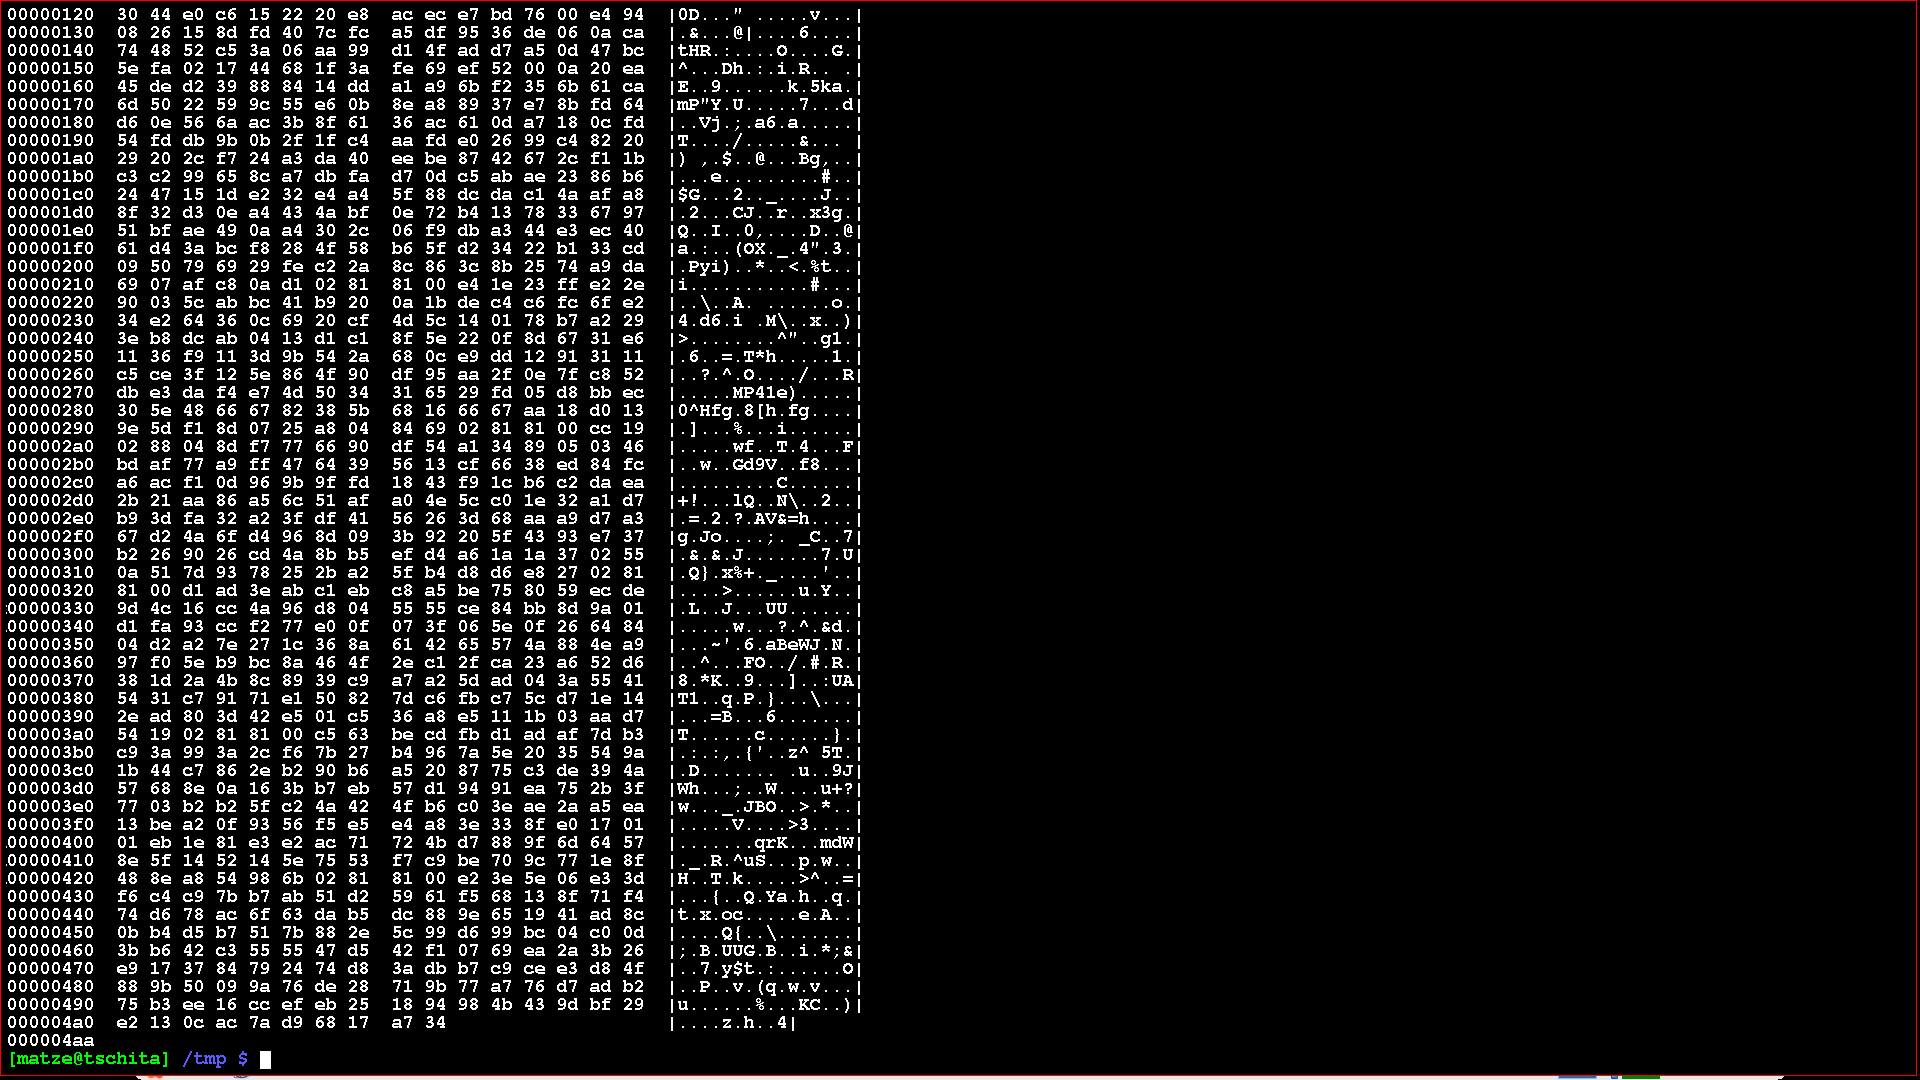 00000120  30 44 e0 c6 15 22 20 e8  ac ec e7 bd 76 00 e4 94  |0D..." .....v...|
00000130  08 26 15 8d fd 40 7c fc  a5 df 95 36 de 06 0a ca  |.&...@|....6....|
00000140  74 48 52 c5 3a 06 aa 99  d1 4f ad d7 a5 0d 47 bc  |tHR.:....O....G.|
00000150  5e fa 02 17 44 68 1f 3a  fe 69 ef 52 00 0a 20 ea  |^...Dh.:.i.R.. .|
00000160  45 de d2 39 88 84 14 dd  a1 a9 6b f2 35 6b 61 ca  |E..9......k.5ka.|
00000170  6d 50 22 59 9c 55 e6 0b  8e a8 89 37 e7 8b fd 64  |mP"Y.U.....7...d|
00000180  d6 0e 56 6a ac 3b 8f 61  36 ac 61 0d a7 18 0c fd  |..Vj.;.a6.a.....|
00000190  54 fd db 9b 0b 2f 1f c4  aa fd e0 26 99 c4 82 20  |T..../.....&... |
000001a0  29 20 2c f7 24 a3 da 40  ee be 87 42 67 2c f1 1b  |) ,.$..@...Bg,..|
000001b0  c3 c2 99 65 8c a7 db fa  d7 0d c5 ab ae 23 86 b6  |...e.........#..|
000001c0  24 47 15 1d e2 32 e4 a4  5f 88 dc da c1 4a af a8  |$G...2.._....J..|
000001d0  8f 32 d3 0e a4 43 4a bf  0e 72 b4 13 78 33 67 97  |.2...CJ..r..x3g.|
000001e0  51 bf ae 49 0a a4 30 2c  06 f9 db a3 44 e3 ec 40  |Q..I..0,....D..@|
000001f0  61 d4 3a bc f8 28 4f 58  b6 5f d2 34 22 b1 33 cd  |a.:..(OX._.4".3.|
00000200  09 50 79 69 29 fe c2 2a  8c 86 3c 8b 25 74 a9 da  |.Pyi)..*..<.%t..|
00000210  69 07 af c8 0a d1 02 81  81 00 e4 1e 23 ff e2 2e  |i...........#...|
00000220  90 03 5c ab bc 41 b9 20  0a 1b de c4 c6 fc 6f e2  |..\..A. ......o.|
00000230  34 e2 64 36 0c 69 20 cf  4d 5c 14 01 78 b7 a2 29  |4.d6.i .M\..x..)|
00000240  3e b8 dc ab 04 13 d1 c1  8f 5e 22 0f 8d 67 31 e6  |>........^"..g1.|
00000250  11 36 f9 11 3d 9b 54 2a  68 0c e9 dd 12 91 31 11  |.6..=.T*h.....1.|
00000260  c5 ce 3f 12 5e 86 4f 90  df 95 aa 2f 0e 7f c8 52  |..?.^.O..../...R|
00000270  db e3 da f4 e7 4d 50 34  31 65 29 fd 05 d8 bb ec  |.....MP41e).....|
00000280  30 5e 48 66 67 82 38 5b  68 16 66 67 aa 18 d0 13  |0^Hfg.8[h.fg....|
00000290  9e 5d f1 8d 07 25 a8 04  84 69 02 81 81 00 cc 19  |.]...%...i......|
000002a0  02 88 04 8d f7 77 66 90  df 54 a1 34 89 05 03 46  |.....wf..T.4...F|
000002b0  bd af 77 a9 ff 47 64 39  56 13 cf 66 38 ed 84 fc  |..w..Gd9V..f8...|
000002c0  a6 ac f1 0d 96 9b 9f fd  18 43 f9 1c b6 c2 da ea  |.........C......|
000002d0  2b 21 aa 86 a5 6c 51 af  a0 4e 5c c0 1e 32 a1 d7  |+!...lQ..N\..2..|
000002e0  b9 3d fa 32 a2 3f df 41  56 26 3d 68 aa a9 d7 a3  |.=.2.?.AV&=h....|
000002f0  67 d2 4a 6f d4 96 8d 09  3b 92 20 5f 43 93 e7 37  |g.Jo....;. _C..7|
00000300  b2 26 90 26 cd 4a 8b b5  ef d4 a6 1a 1a 37 02 55  |.&.&.J.......7.U|
00000310  0a 51 7d 93 78 25 2b a2  5f b4 d8 d6 e8 27 02 81  |.Q}.x%+._....'..|
00000320  81 00 d1 ad 3e ab c1 eb  c8 a5 be 75 80 59 ec de  |....>......u.Y..|
00000330  9d 4c 16 cc 4a 96 d8 04  55 55 ce 84 bb 8d 9a 01  |.L..J...UU......|
00000340  d1 fa 93 cc f2 77 e0 0f  07 3f 06 5e 0f 26 64 84  |.....w...?.^.&d.|
00000350  04 d2 a2 7e 27 1c 36 8a  61 42 65 57 4a 88 4e a9  |...~'.6.aBeWJ.N.|
00000360  97 f0 5e b9 bc 8a 46 4f  2e c1 2f ca 23 a6 52 d6  |..^...FO../.#.R.|
00000370  38 1d 2a 4b 8c 89 39 c9  a7 a2 5d ad 04 3a 55 41  |8.*K..9...]..:UA|
00000380  54 31 c7 91 71 e1 50 82  7d c6 fb c7 5c d7 1e 14  |T1..q.P.}...\...|
00000390  2e ad 80 3d 42 e5 01 c5  36 a8 e5 11 1b 03 aa d7  |...=B...6.......|
000003a0  54 19 02 81 81 00 c5 63  be cd fb d1 ad af 7d b3  |T......c......}.|
000003b0  c9 3a 99 3a 2c f6 7b 27  b4 96 7a 5e 20 35 54 9a  |.:.:,.{'..z^ 5T.|
000003c0  1b 44 c7 86 2e b2 90 b6  a5 20 87 75 c3 de 39 4a  |.D....... .u..9J|
000003d0  57 68 8e 0a 16 3b b7 eb  57 d1 94 91 ea 75 2b 3f  |Wh...;..W....u+?|
000003e0  77 03 b2 b2 5f c2 4a 42  4f b6 c0 3e ae 2a a5 ea  |w..._.JBO..>.*..|
000003f0  13 be a2 0f 93 56 f5 e5  e4 a8 3e 33 8f e0 17 01  |.....V....>3....|
00000400  01 eb 1e 81 e3 e2 ac 71  72 4b d7 88 9f 6d 64 57  |.......qrK...mdW|
00000410  8e 5f 14 52 14 5e 75 53  f7 c9 be 70 9c 77 1e 8f  |._.R.^uS...p.w..|
00000420  48 8e a8 54 98 6b 02 81  81 00 e2 3e 5e 06 e3 3d  |H..T.k.....>^..=|
00000430  f6 c4 c9 7b b7 ab 51 d2  59 61 f5 68 13 8f 71 f4  |...{..Q.Ya.h..q.|
00000440  74 d6 78 ac 6f 63 da b5  dc 88 9e 65 19 41 ad 8c  |t.x.oc.....e.A..|
00000450  0b b4 d5 b7 51 7b 88 2e  5c 99 d6 99 bc 04 c0 0d  |....Q{..\.......|
00000460  3b b6 42 c3 55 55 47 d5  42 f1 07 69 ea 2a 3b 26  |;.B.UUG.B..i.*;&|
00000470  e9 17 37 84 79 24 74 d8  3a db b7 c9 ce e3 d8 4f  |..7.y$t.:......O|
00000480  88 9b 50 09 9a 76 de 28  71 9b 77 a7 76 d7 ad b2  |..P..v.(q.w.v...|
00000490  75 b3 ee 16 cc ef eb 25  18 94 98 4b 43 9d bf 29  |u......%...KC..)|
000004a0  e2 13 0c ac 7a d9 68 17  a7 34                    |....z.h..4|
000004aa
[matze@tschita] /tmp $